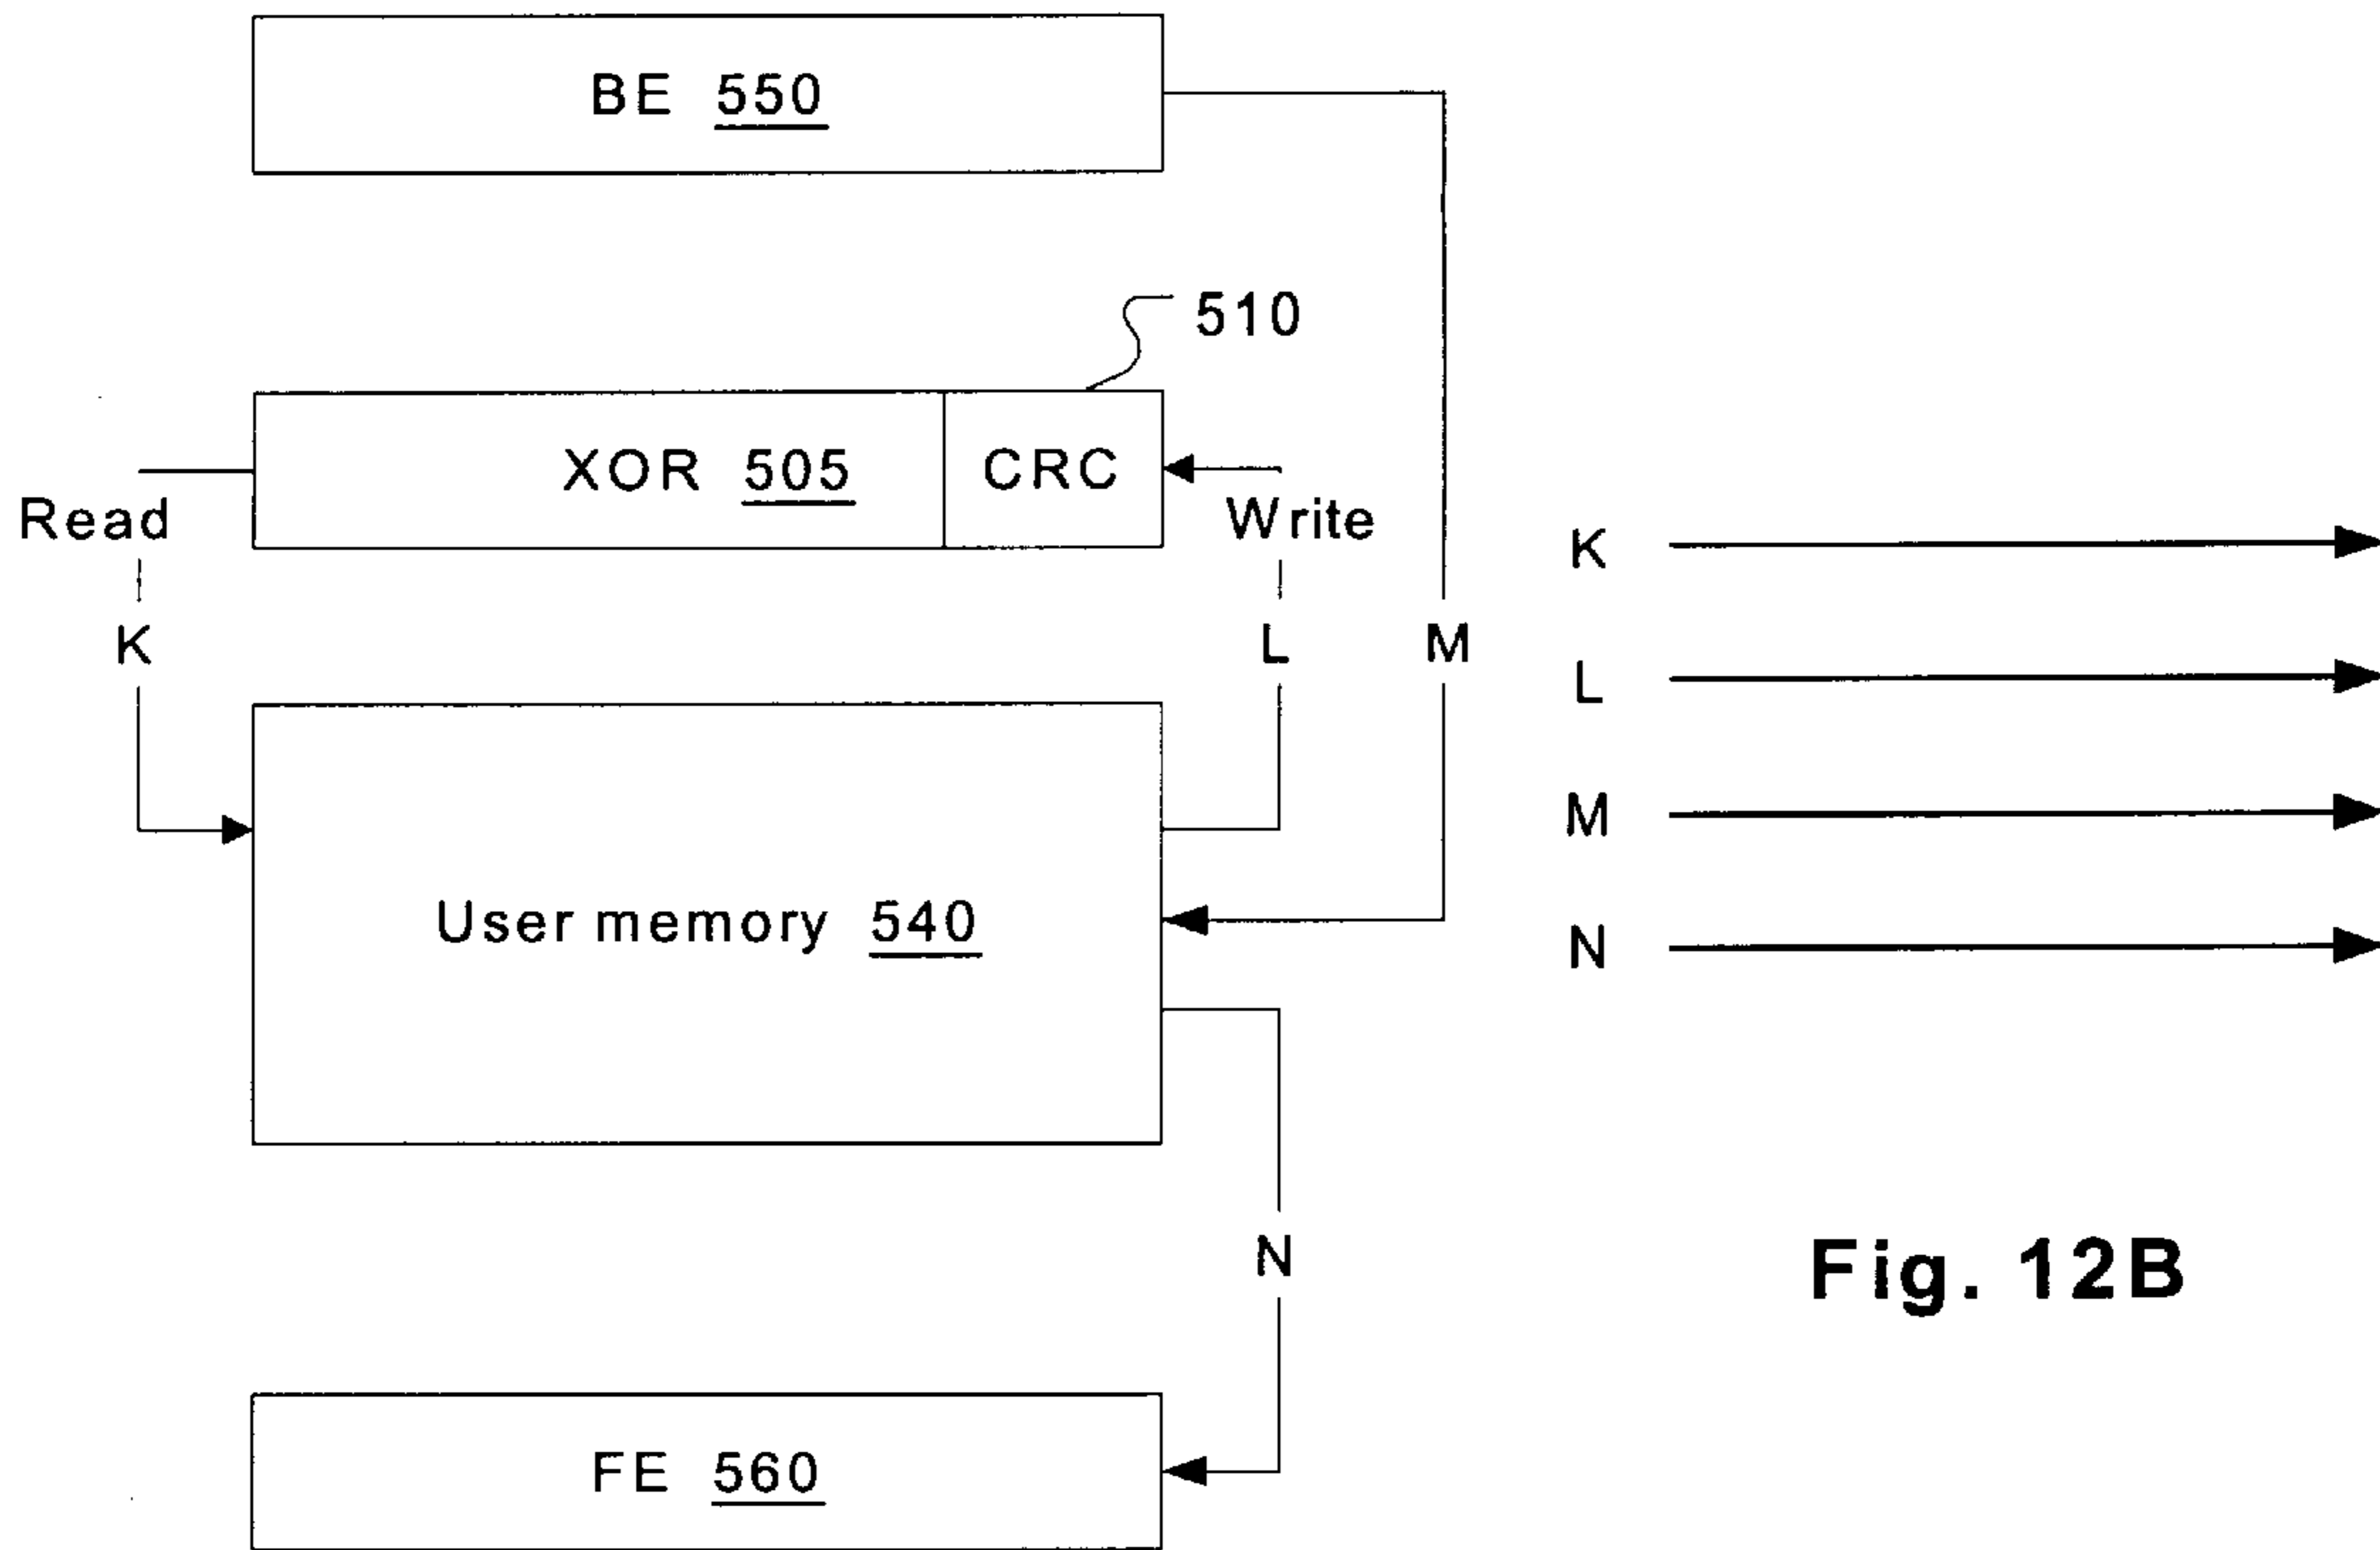 BE 550
510
XOR 505 CRC
Read
Write
K
L
M
User memory 540
N
FE 560
K
L
M
N
Fig. 12B